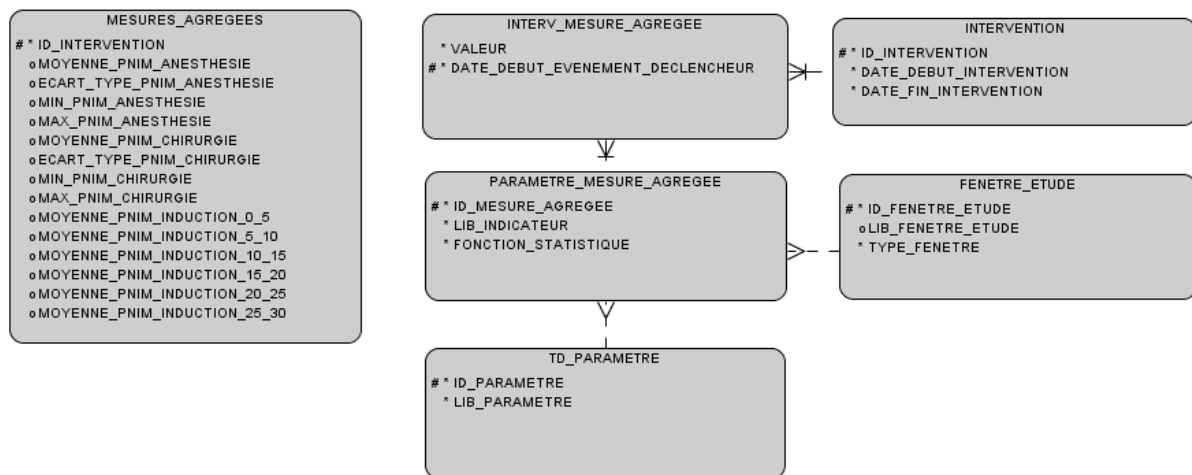 MESURES_AGREGEES
# * ID_INTERVENTION
o MOYENNE_PNIM_ANESTHESIE
o ECART_TYPE_PNIM_ANESTHESIE
o MIN_PNIM_ANESTHESIE
o MAX_PNIM_ANESTHESIE
o MOYENNE_PNIM_CHIRURGIE
o ECART_TYPE_PNIM_CHIRURGIE
o MIN_PNIM_CHIRURGIE
o MAX_PNIM_CHIRURGIE
o MOYENNE_PNIM_INDUCTION_0_5
o MOYENNE_PNIM_INDUCTION_5_10
o MOYENNE_PNIM_INDUCTION_10_15
o MOYENNE_PNIM_INDUCTION_15_20
o MOYENNE_PNIM_INDUCTION_20_25
o MOYENNE_PNIM_INDUCTION_25_30
INTERV_MESURE_AGREGEE
* VALEUR
# * DATE_DEBUT_EVENEMENT_DECLENCHEUR
INTERVENTION
# * ID_INTERVENTION
* DATE_DEBUT_INTERVENTION
* DATE_FIN_INTERVENTION
PARAMETRE_MESURE_AGREGEE
# * ID_MESURE_AGREGEE
* LIB_INDICATEUR
* FONCTION_STATISTIQUE
FENETRE_ETUDE
# * ID_FENETRE_ETUDE
o LIB_FENETRE_ETUDE
* TYPE_FENETRE
TD_PARAMETRE
# * ID_PARAMETRE
* LIB_PARAMETRE